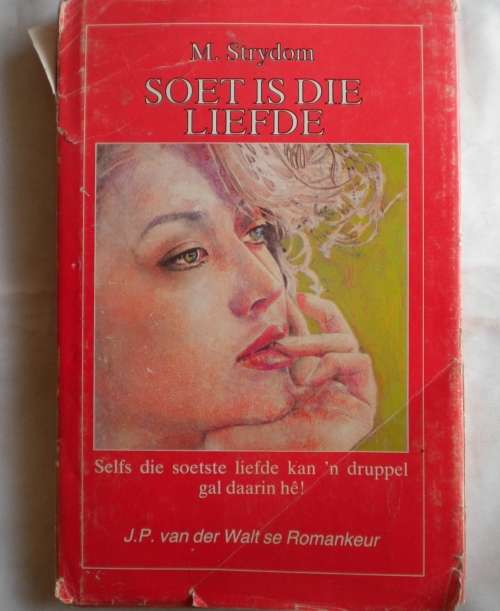 M. Strydom
SOET IS DIE
LIEFDE
Selfs die soetste liefde kan 'n druppel
gal daarin hê!
J.P. van der Walt se Romankeur